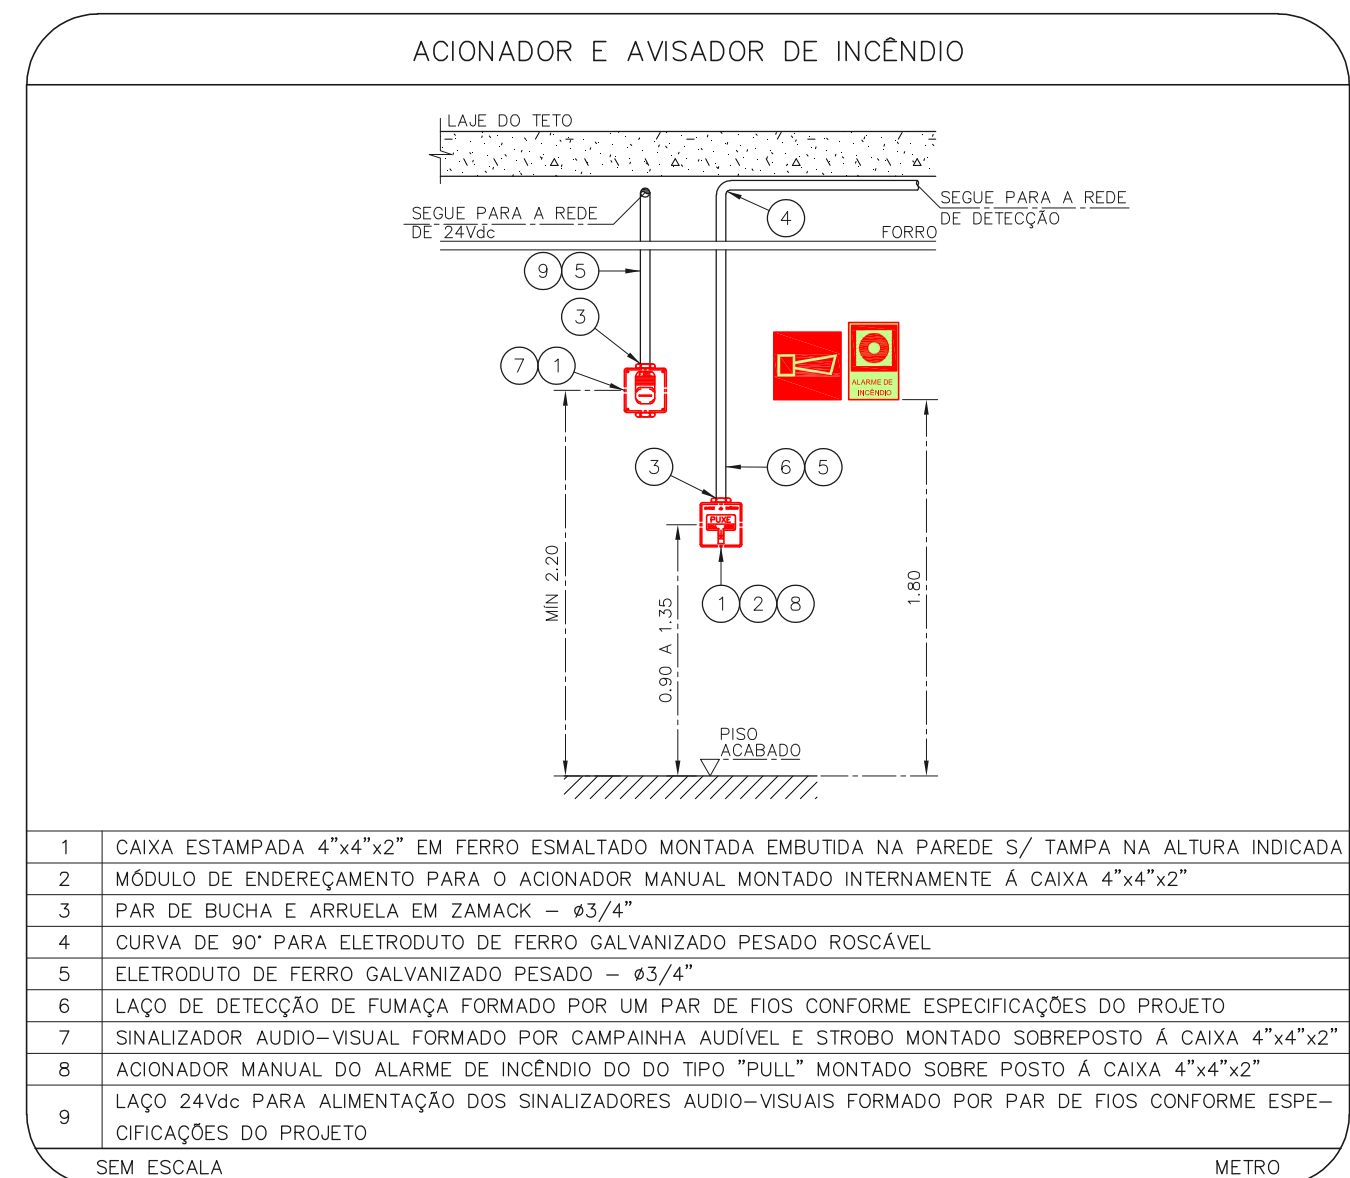 ACIONADOR E AVISADOR DE INCÊNDIO
LAJE DO TETO
SEGUE PARA A REDE
DE 24Vdc
4
SEGUE PARA A REDE
DE DETECÇÃO
FORRO
9 5
3
7 1
ALARME DE
INCÊNDIO
3
6 5
PUXE
1 2 8
MÍN 2.20
0.90 A 1.35
1.80
PISO
ACABADO
1 CAIXA ESTAMPADA 4"x4"x2" EM FERRO ESMALTADO MONTADA EMBUTIDA NA PAREDE S/ TAMPA NA ALTURA INDICADA
2 MÓDULO DE ENDEREÇAMENTO PARA O ACIONADOR MANUAL MONTADO INTERNAMENTE Á CAIXA 4"x4"x2"
3 PAR DE BUCHA E ARRUELA EM ZAMACK – ø3/4"
4 CURVA DE 90° PARA ELETRODUTO DE FERRO GALVANIZADO PESADO ROSCÁVEL
5 ELETRODUTO DE FERRO GALVANIZADO PESADO – ø3/4"
6 LAÇO DE DETECÇÃO DE FUMAÇA FORMADO POR UM PAR DE FIOS CONFORME ESPECIFICAÇÕES DO PROJETO
7 SINALIZADOR AUDIO–VISUAL FORMADO POR CAMPAINHA AUDÍVEL E STROBO MONTADO SOBREPOSTO Á CAIXA 4"x4"x2"
8 ACIONADOR MANUAL DO ALARME DE INCÊNDIO DO DO TIPO "PULL" MONTADO SOBRE POSTO Á CAIXA 4"x4"x2"
9 LAÇO 24Vdc PARA ALIMENTAÇÃO DOS SINALIZADORES AUDIO–VISUAIS FORMADO POR PAR DE FIOS CONFORME ESPE–
CIFICAÇÕES DO PROJETO
SEM ESCALA
METRO